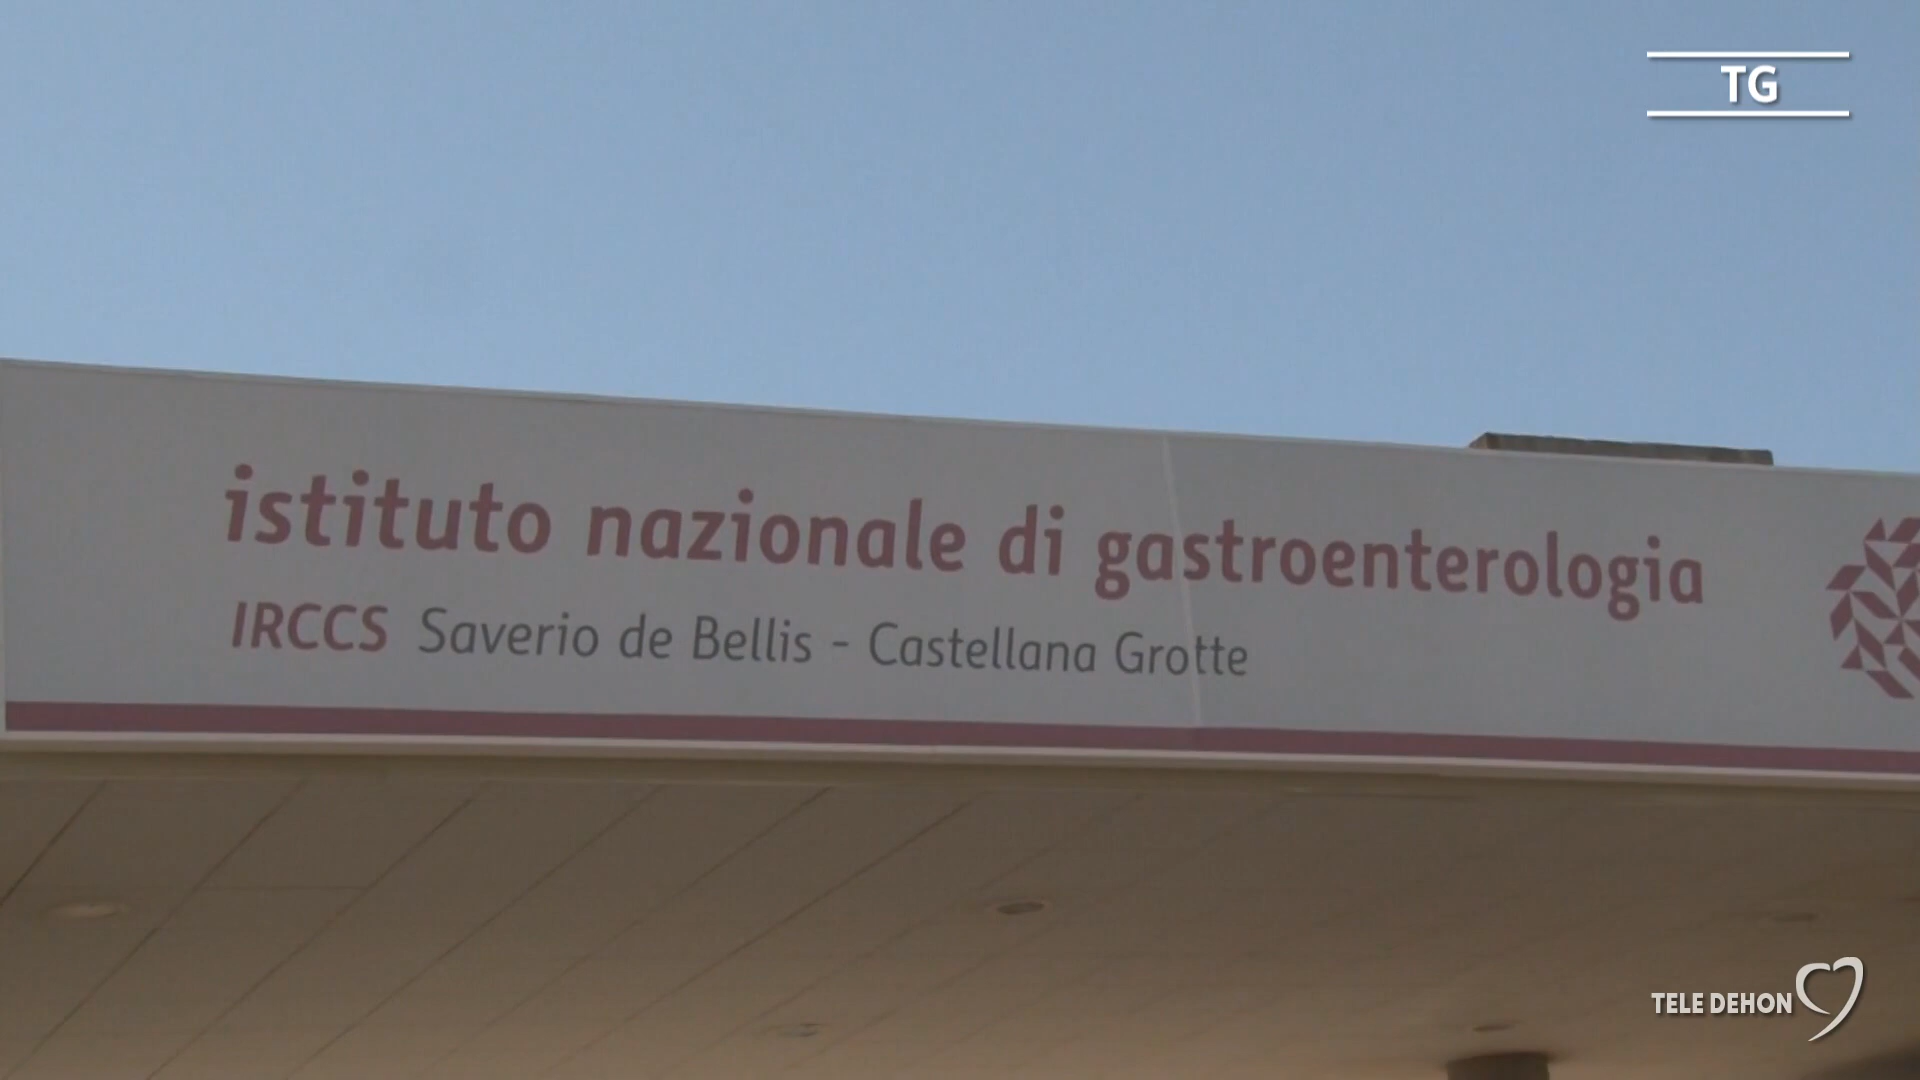 TG
istituto nazionale di gastroenterologia
IRCCS Saverio de Bellis - Castellana Grotte
TELE DEHON